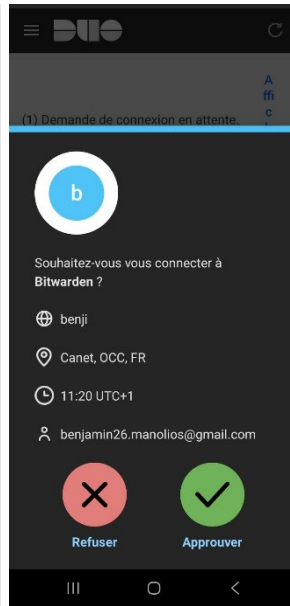 DUO
(1) Demande de connexion en attente.
A
ffi
c
b
Souhaitez-vous vous connecter à
Bitwarden ?
benji
Canet, OCC, FR
11:20 UTC+1
benjamin26.manolios@gmail.com
Refuser
Approuver